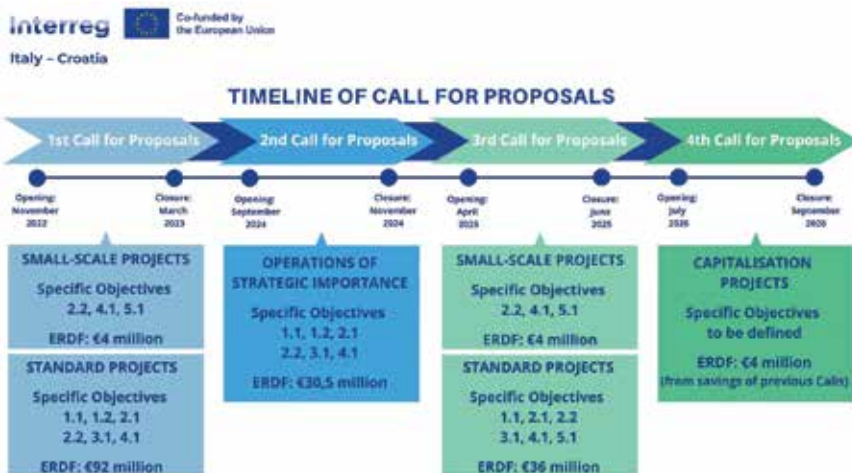 Interreg
Co-funded by
the European Union
Italy – Croatia
TIMELINE OF CALL FOR PROPOSALS
1st Call for Proposals
2nd Call for Proposals
3rd Call for Proposals
4th Call for Proposals
Opening:
November
2022
Closure:
March
2023
Opening:
September
2024
Closure:
November
2024
Opening:
April
2025
Closure:
June
2025
Opening:
July
2026
Closure:
September
2026
SMALL-SCALE PROJECTS
Specific Objectives
2.2, 4.1, 5.1
ERDF: €4 million
STANDARD PROJECTS
Specific Objectives
1.1, 1.2, 2.1
2.2, 3.1, 4.1
ERDF: €92 million
OPERATIONS OF
STRATEGIC IMPORTANCE
Specific Objectives
1.1, 1.2, 2.1
2.2, 3.1, 4.1
ERDF: €30,5 million
SMALL-SCALE PROJECTS
Specific Objectives
2.2, 4.1, 5.1
ERDF: €4 million
STANDARD PROJECTS
Specific Objectives
1.1, 2.1, 2.2
3.1, 4.1, 5.1
ERDF: €36 million
CAPITALISATION
PROJECTS
Specific Objectives
to be defined
ERDF: €4 million
(from savings of previous Calls)